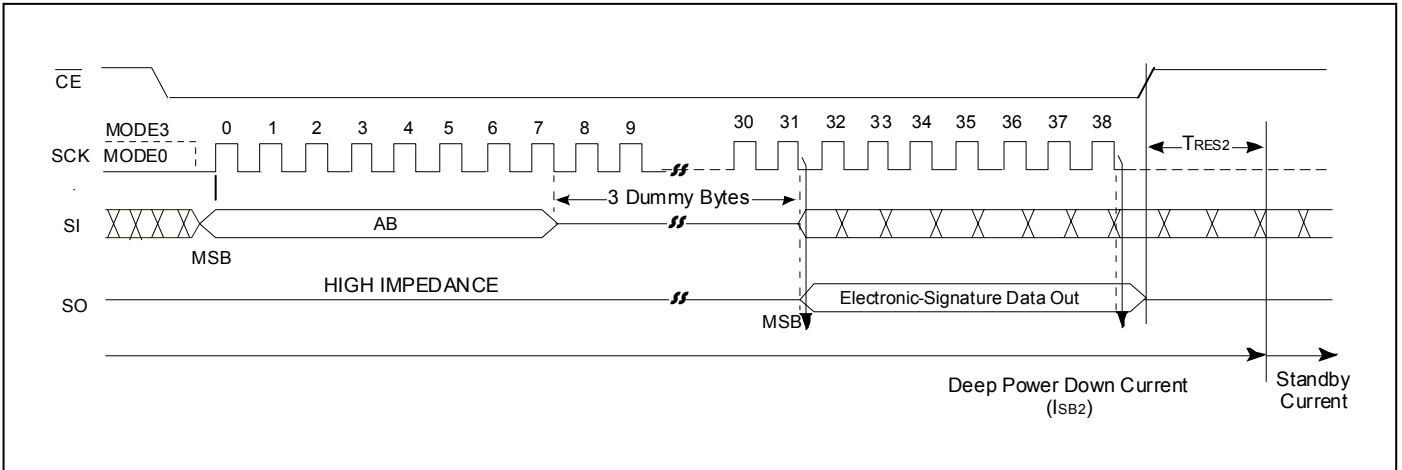 CE
MODE3
SCK MODE0
0 1 2 3 4 5 6 7 8 9 30 31 32 33 34 35 36 37 38
TRES2
3 Dummy Bytes
SI
AB
MSB
HIGH IMPEDANCE
SO
Electronic-Signature Data Out
MSB
Deep Power Down Current
(ISB2)
Standby
Current